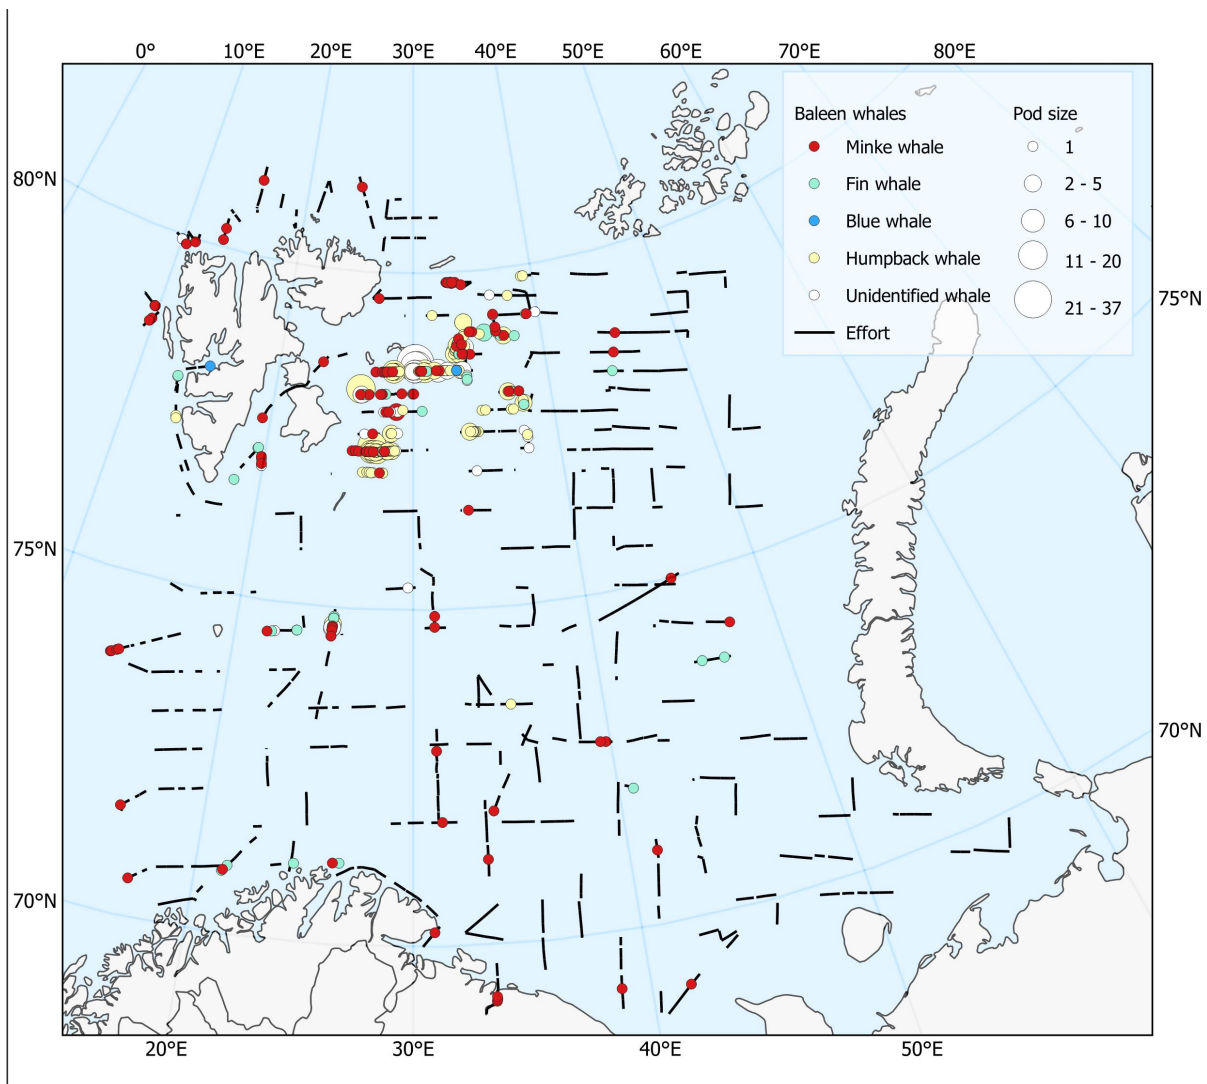 0° 10°E 20°E 30°E 40°E 50°E 60°E 70°E 80°E
Baleen whales Pod size
Minke whale 1
80°N
Fin whale 2 - 5
Blue whale 6 - 10
Humpback whale 11 - 20
Unidentified whale 21 - 37
75°N
Effort
75°N
70°N
70°N
20°E 30°E 40°E 50°E